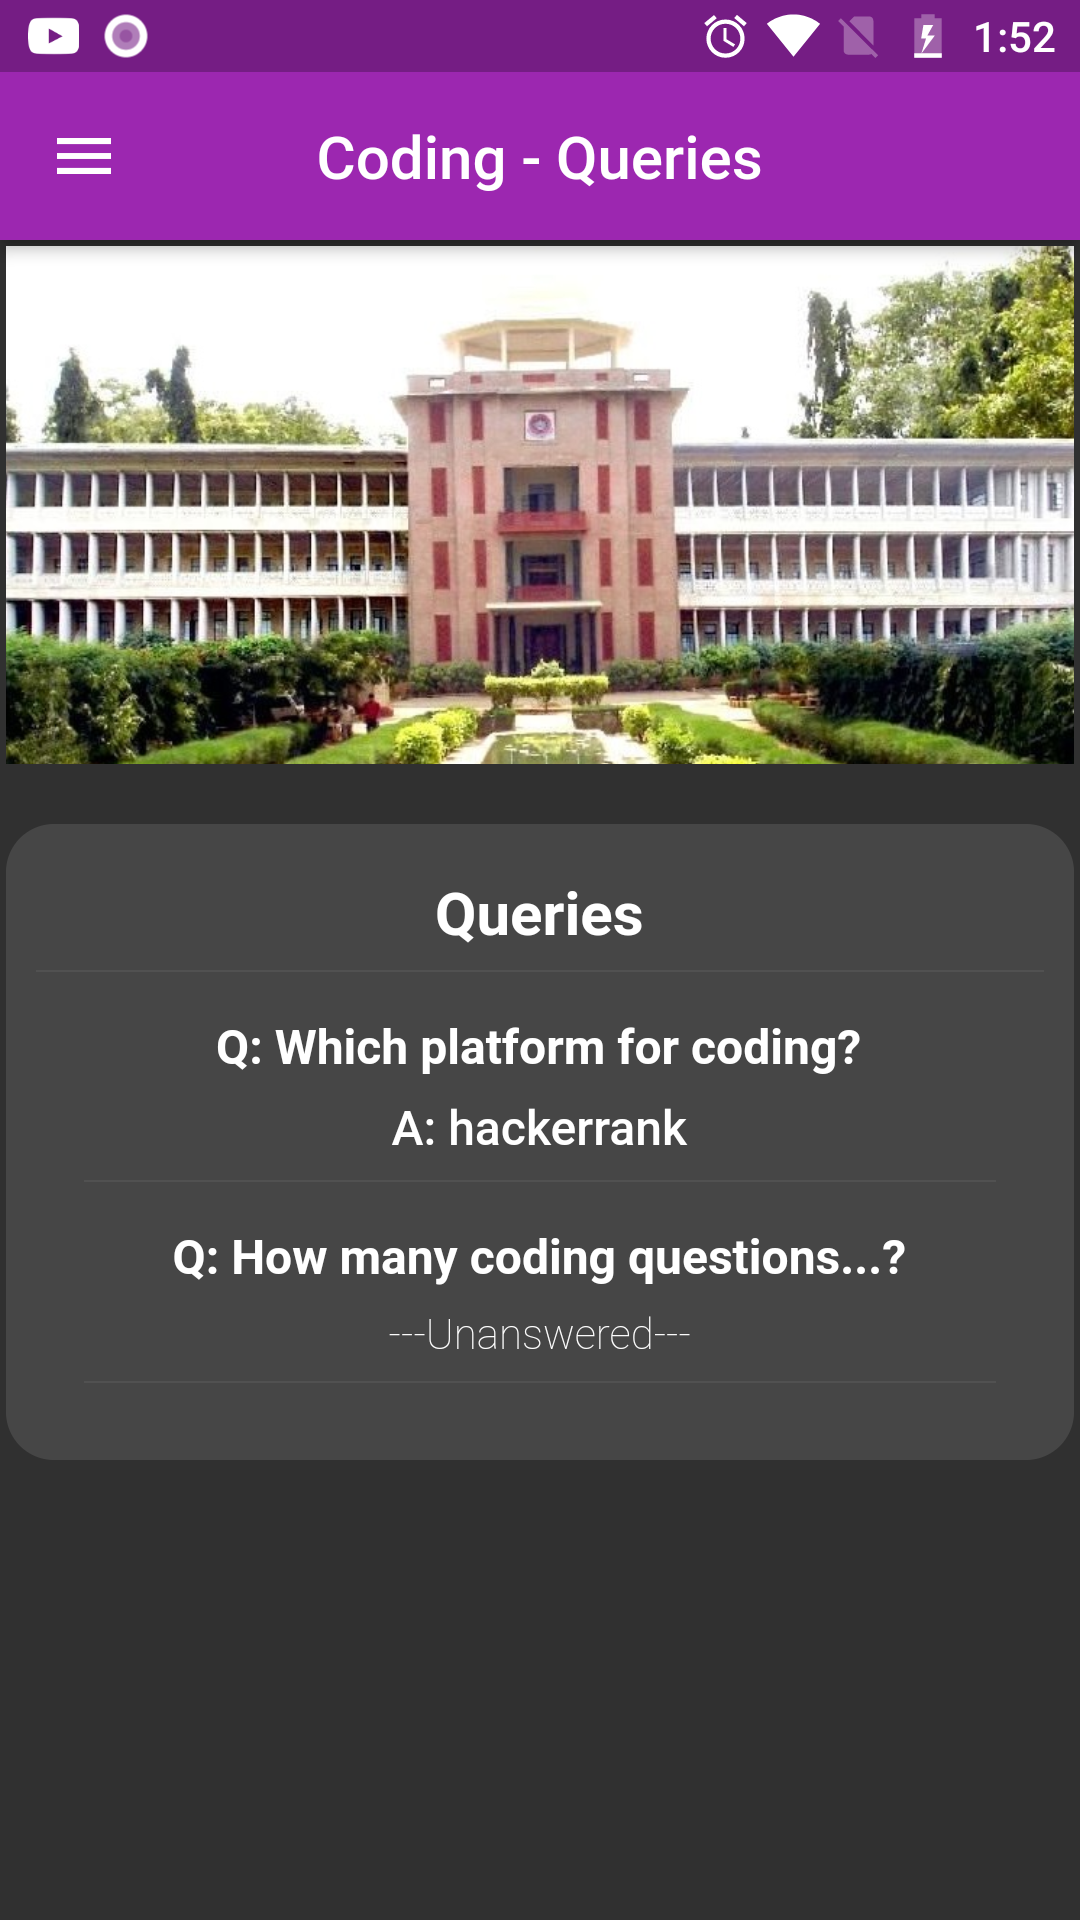 1:52
Coding - Queries
Queries
Q: Which platform for coding?
A: hackerrank
Q: How many coding questions...?
---Unanswered---